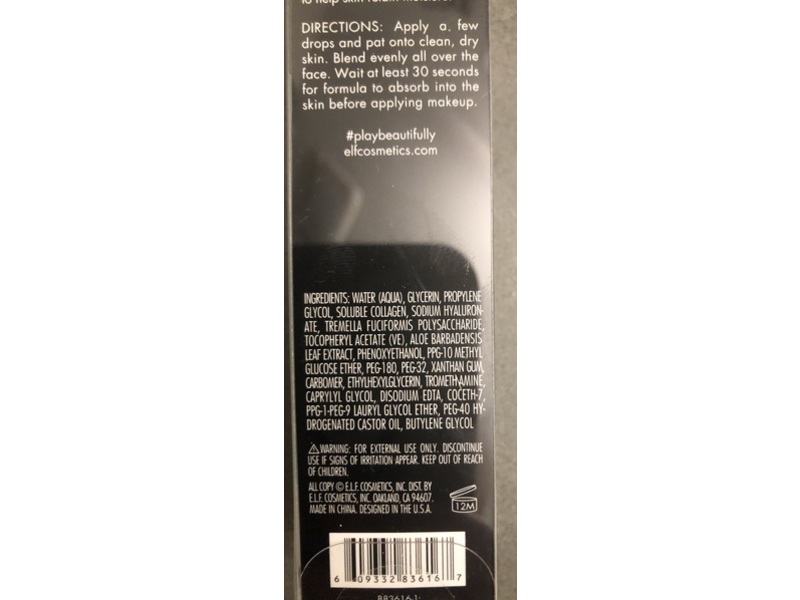 to help skin retain moisture.
DIRECTIONS: Apply a few
drops and pat onto clean, dry
skin. Blend evenly all over the
face. Wait at least 30 seconds
for formula to absorb into the
skin before applying makeup.
#playbeautifully
elfcosmetics.com
INGREDIENTS: WATER (AQUA), GLYCERIN, PROPYLENE
GLYCOL, SOLUBLE COLLAGEN, SODIUM HYALURON-
ATE, TREMELLA FUCIFORMIS POLYSACCHARIDE,
TOCOPHERYL ACETATE (VE), ALOE BARBADENSIS
LEAF EXTRACT, PHENOXYETHANOL, PPG-10 METHYL
GLUCOSE ETHER, PEG-180, PEG-32, XANTHAN GUM,
CARBOMER, ETHYLHEXYLGLYCERIN, TROMETHAMINE,
CAPRYLYL GLYCOL, DISODIUM EDTA, COCETH-7,
PPG-1-PEG-9 LAURYL GLYCOL ETHER, PEG-40 HY-
DROGENATED CASTOR OIL, BUTYLENE GLYCOL
⚠WARNING: FOR EXTERNAL USE ONLY. DISCONTINUE
USE IF SIGNS OF IRRITATION APPEAR. KEEP OUT OF REACH
OF CHILDREN.
ALL COPY © E.L.F. COSMETICS, INC. DIST. BY
E.L.F. COSMETICS, INC. OAKLAND, CA 94607.
MADE IN CHINA. DESIGNED IN THE U.S.A.
12M
6 09332 83616 7